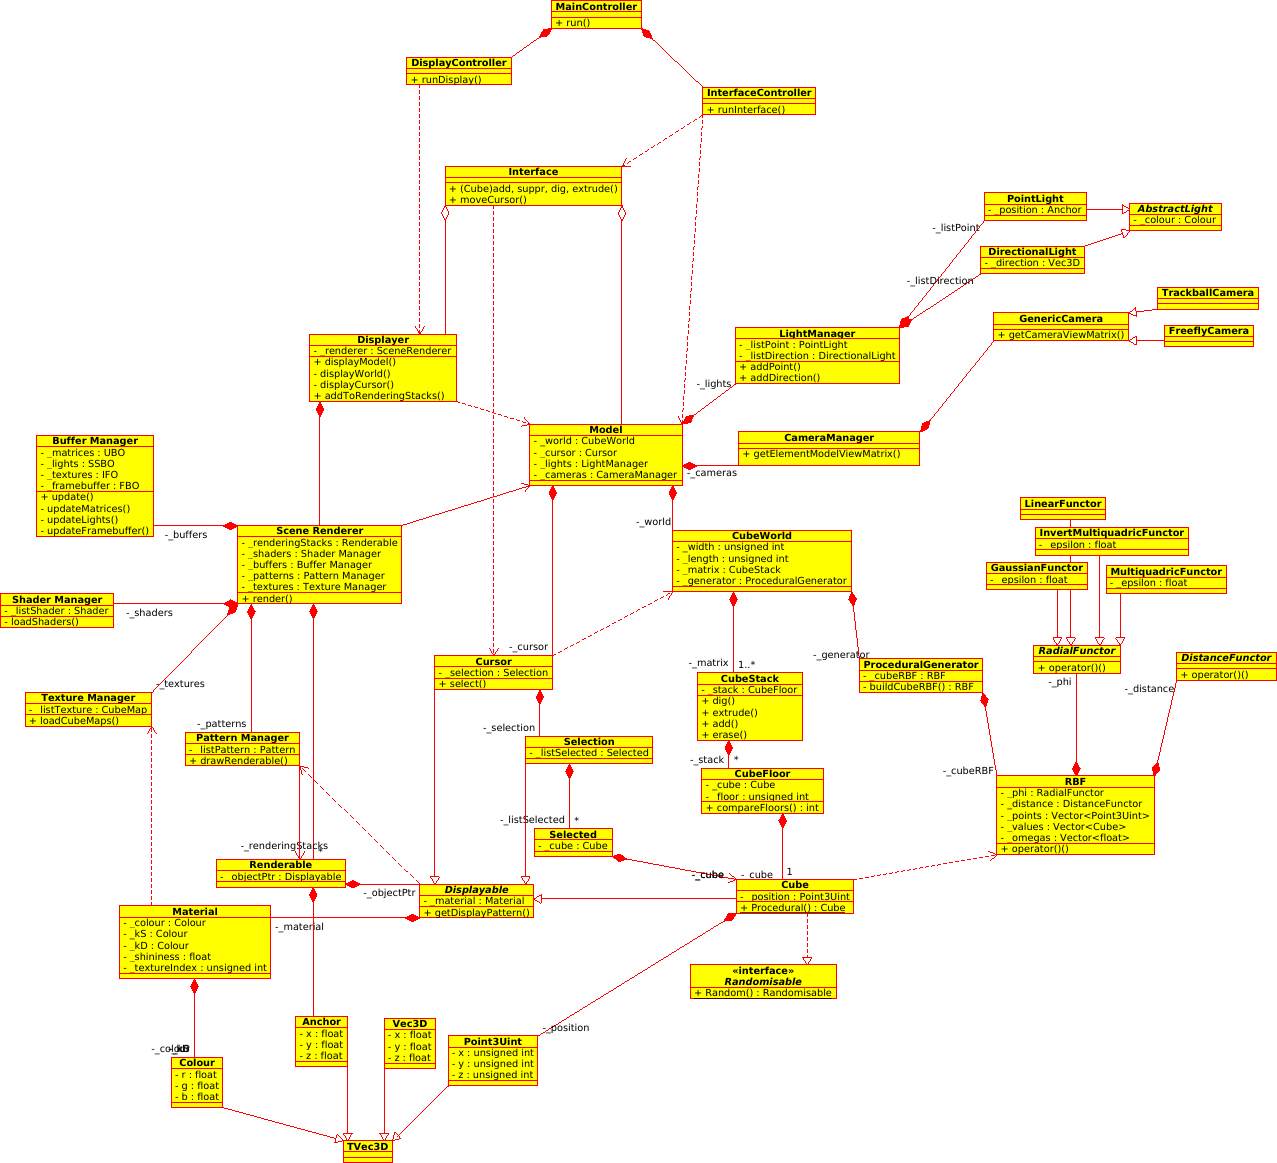 MainController
+ run()
DisplayController
+ runDisplay()
InterfaceController
+ runInterface()
Interface
+ (Cube)add, suppr, dig, extrude()
+ moveCursor()
PointLight
- _position : Anchor
AbstractLight
- _colour : Colour
-_listPoint
DirectionalLight
- _direction : Vec3D
-_listDirection
TrackballCamera
GenericCamera
+ getCameraViewMatrix()
FreeflyCamera
Displayer
- _renderer : SceneRenderer
+ displayModel()
- displayWorld()
- displayCursor()
+ addToRenderingStacks()
LightManager
- _listPoint : PointLight
- _listDirection : DirectionalLight
+ addPoint()
+ addDirection()
-_lights
Model
- _world : CubeWorld
- _cursor : Cursor
- _lights : LightManager
- _cameras : CameraManager
CameraManager
+ getElementModelViewMatrix()
-_cameras
Buffer Manager
- _matrices : UBO
- _lights : SSBO
- _textures : IFO
- _framebuffer : FBO
+ update()
- updateMatrices()
- updateLights()
- updateFramebuffer()
-_buffers
Scene Renderer
- _renderingStacks : Renderable
- _shaders : Shader Manager
- _buffers : Buffer Manager
- _patterns : Pattern Manager
- _textures : Texture Manager
+ render()
-_world
CubeWorld
- _width : unsigned int
- _length : unsigned int
- _matrix : CubeStack
- _generator : ProceduralGenerator
LinearFunctor
InvertMultiquadricFunctor
- _epsilon : float
GaussianFunctor
- _epsilon : float
MultiquadricFunctor
- _epsilon : float
Shader Manager
- _listShader : Shader
- loadShaders()
-_shaders
-_cursor
Cursor
- _selection : Selection
+ select()
-_matrix
1..*
-_generator
CubeStack
- _stack : CubeFloor
+ dig()
+ extrude()
+ add()
+ erase()
ProceduralGenerator
- _cubeRBF : RBF
- buildCubeRBF() : RBF
RadialFunctor
+ operator()()
DistanceFunctor
+ operator()()
-_phi
-_distance
-_textures
Texture Manager
- _listTexture : CubeMap
+ loadCubeMaps()
-_patterns
Pattern Manager
- _listPattern : Pattern
+ drawRenderable()
-_selection
Selection
- _listSelected : Selected
-_stack
*
CubeFloor
- _cube : Cube
- _floor : unsigned int
+ compareFloors() : int
-_cubeRBF
RBF
- _phi : RadialFunctor
- _distance : DistanceFunctor
- _points : Vector<Point3Uint>
- _values : Vector<Cube>
- _omegas : Vector<float>
+ operator()()
-_listSelected
*
Selected
- _cube : Cube
-_renderingStacks
*
Renderable
- _objectPtr : Displayable
-_objectPtr
Displayable
- _material : Material
+ getDisplayPattern()
-_cube
-_cube
1
Cube
- _position : Point3Uint
+ Procedural() : Cube
Material
- _colour : Colour
- _kS : Colour
- _kD : Colour
- _shininess : float
- _textureIndex : unsigned int
-_material
«interface»
Randomisable
+ Random() : Randomisable
-_position
Anchor
- x : float
- y : float
- z : float
Vec3D
- x : float
- y : float
- z : float
Point3Uint
- x : unsigned int
- y : unsigned int
- z : unsigned int
Colour
- r : float
- g : float
- b : float
TVec3D